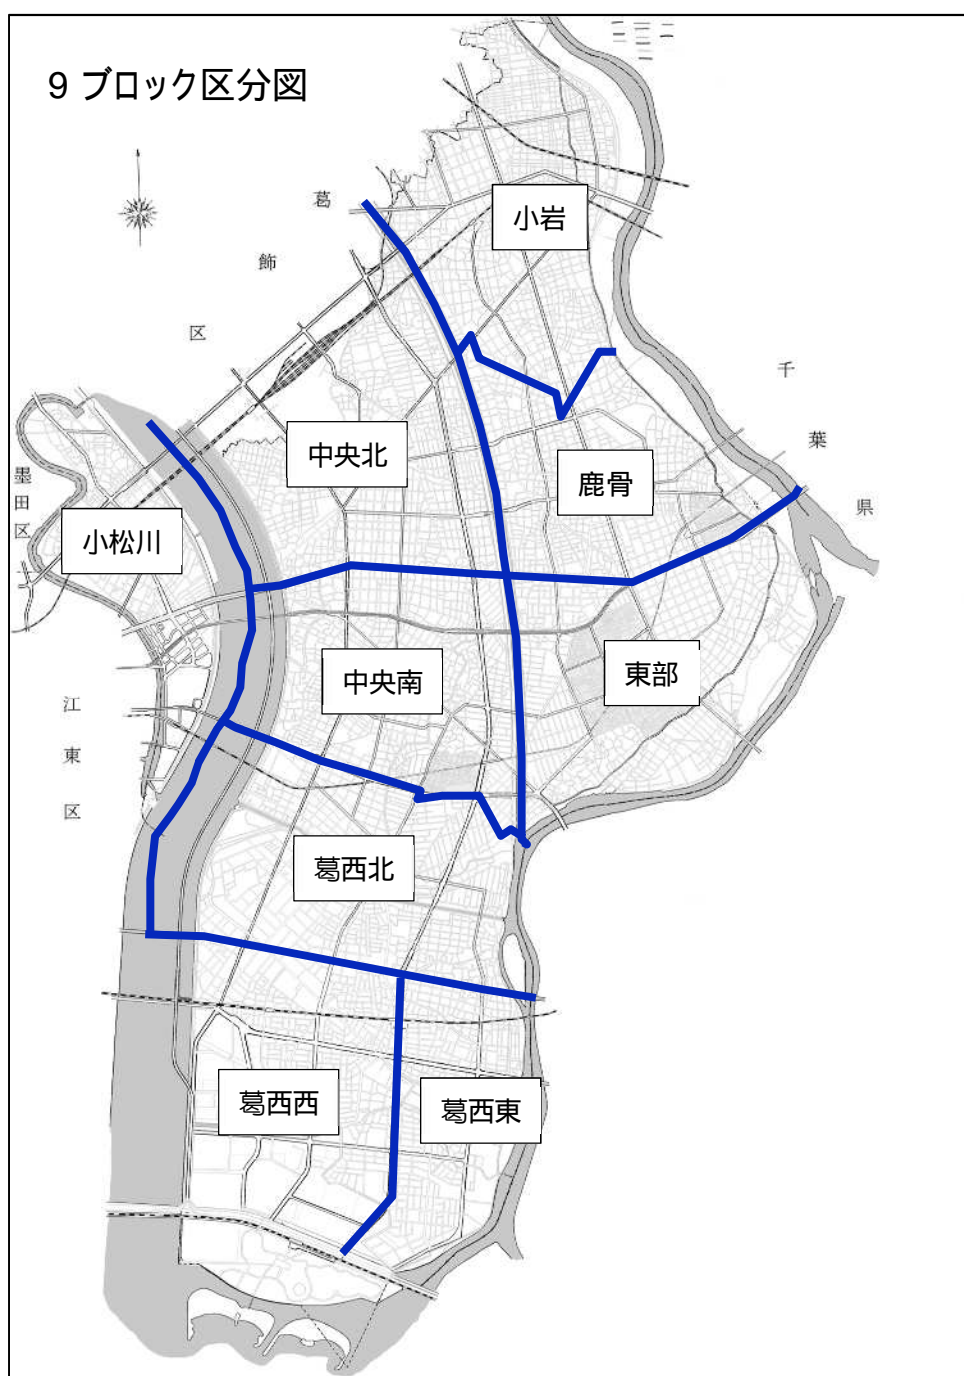 9 ブロック区分図
葛
飾
区
小岩
千
葉
県
中央北
鹿骨
墨
田
区
小松川
中央南
東部
江
東
区
葛西北
葛西西
葛西東